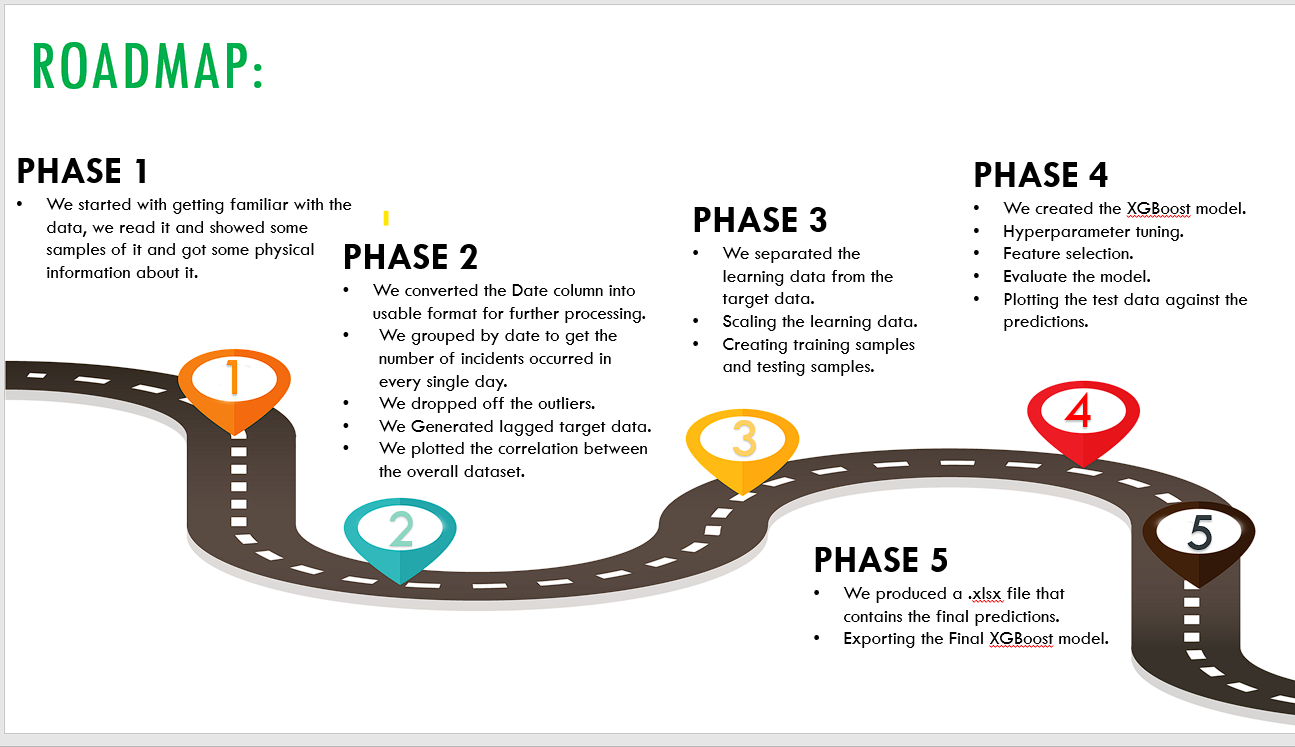 ROADMAP:
PHASE 1
• We started with getting familiar with the
data, we read it and showed some
samples of it and got some physical
information about it.
PHASE 2
• We converted the Date column into
usable format for further processing.
• We grouped by date to get the
number of incidents occurred in
every single day.
• We dropped off the outliers.
• We Generated lagged target data.
• We plotted the correlation between
the overall dataset.
PHASE 3
• We separated the
learning data from the
target data.
• Scaling the learning data.
• Creating training samples
and testing samples.
PHASE 4
• We created the XGBoost model.
• Hyperparameter tuning.
• Feature selection.
• Evaluate the model.
• Plotting the test data against the
predictions.
1
2
3
4
5
PHASE 5
• We produced a .xlsx file that
contains the final predictions.
• Exporting the Final XGBoost model.